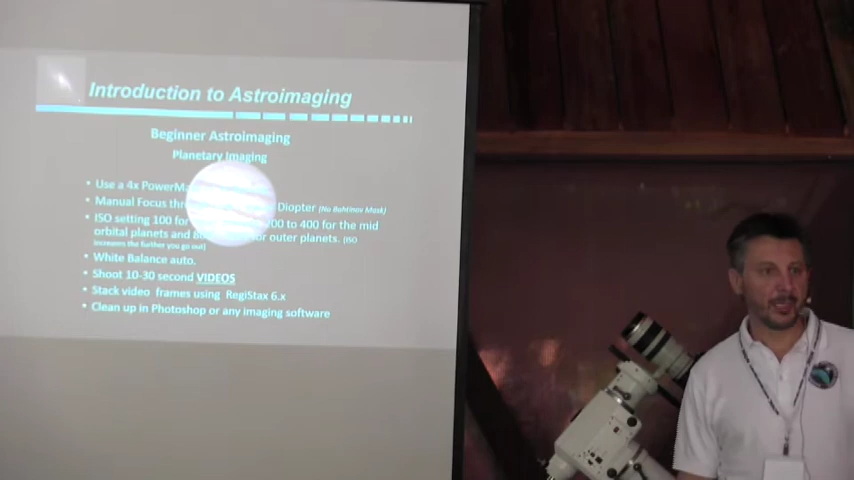 Introduction to Astroimaging
Beginner Astroimaging
Planetary Imaging
• Use a 4x PowerMa
• Manual Focus thr Diopter (No Bahtinov Mask)
• ISO setting 100 for 200 to 400 for the mid
orbital planets and for outer planets. [ISO
increases the further you go out]
• White Balance auto.
• Shoot 10-30 second VIDEOS
• Stack video frames using RegiStax 6.x
• Clean up in Photoshop or any imaging software